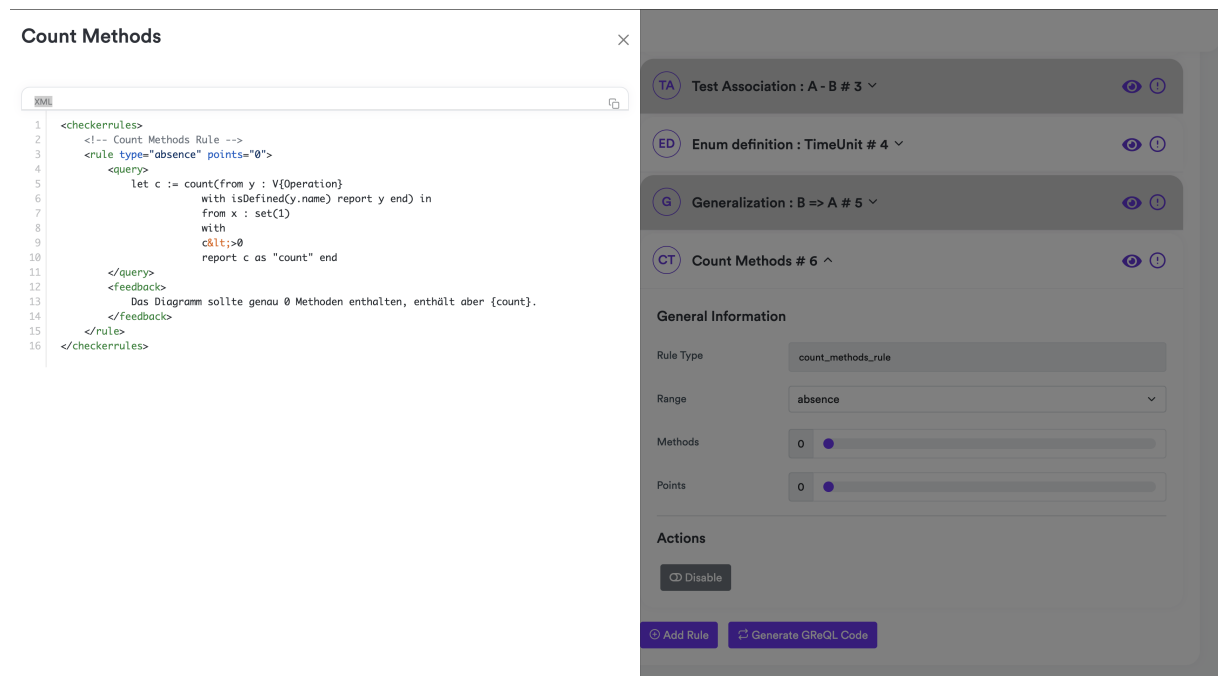 Count Methods
XML
1 <checkerrules>
2     <!-- Count Methods Rule -->
3     <rule type="absence" points="0">
4         <query>
5             let c := count(from y : V{Operation}
6                         with isDefined(y.name) report y end) in
7                         from x : set(1)
8                         with
9                         c&lt;>0
10                         report c as "count" end
11         </query>
12         <feedback>
13             Das Diagramm sollte genau 0 Methoden enthalten, enthält aber {count}.
14         </feedback>
15     </rule>
16 </checkerrules>
TA Test Association : A - B # 3
ED Enum definition : TimeUnit # 4
G Generalization : B => A # 5
CT Count Methods # 6
General Information
Rule Type count_methods_rule
Range absence
Methods 0
Points 0
Actions
Disable
Add Rule Generate GReQL Code